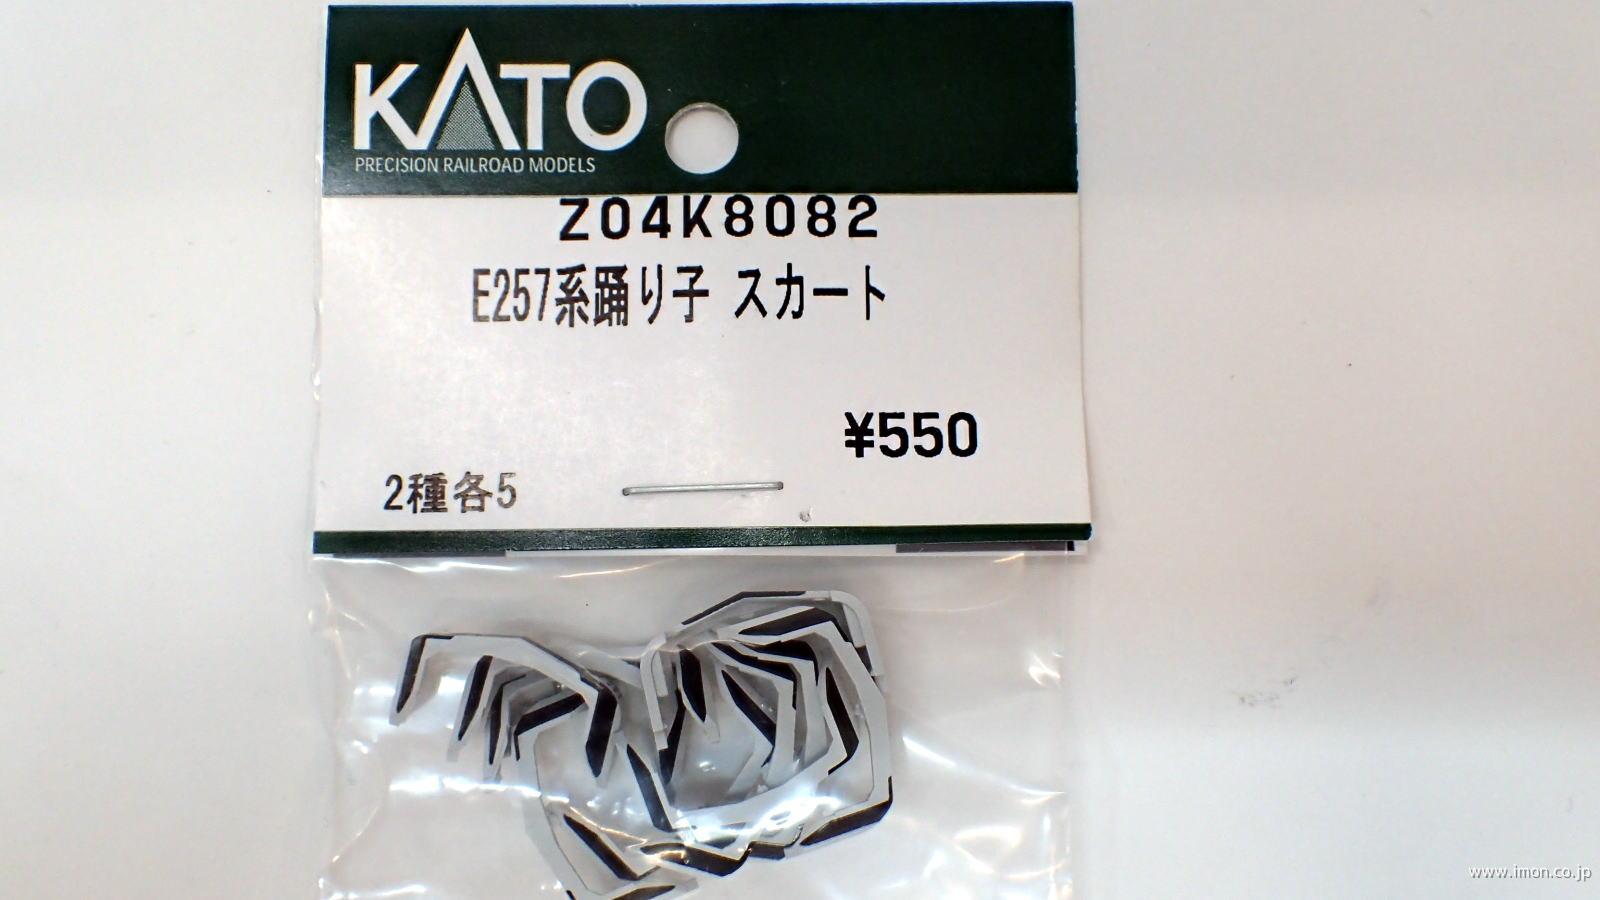 KATO
PRECISION RAILROAD MODELS
Z04K8082
E257系踊り子 スカート
¥550
2種各5
www.imon.co.jp